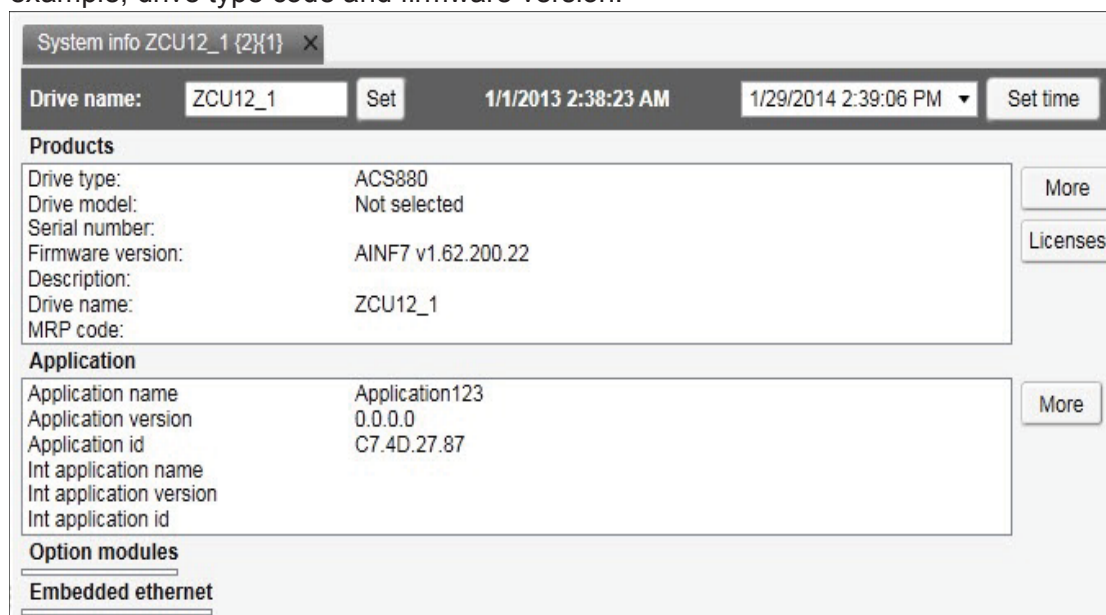 example, drive type code and firmware version.
System info ZCU12_1 {2}{1} ×
Drive name: ZCU12_1 Set 1/1/2013 2:38:23 AM 1/29/2014 2:39:06 PM Set time
Products
Drive type: ACS880
Drive model: Not selected
Serial number:
Firmware version: AINF7 v1.62.200.22
Description:
Drive name: ZCU12_1
MRP code:
More
Licenses
Application
Application name Application123
Application version 0.0.0.0
Application id C7.4D.27.87
Int application name
Int application version
Int application id
More
Option modules
Embedded ethernet